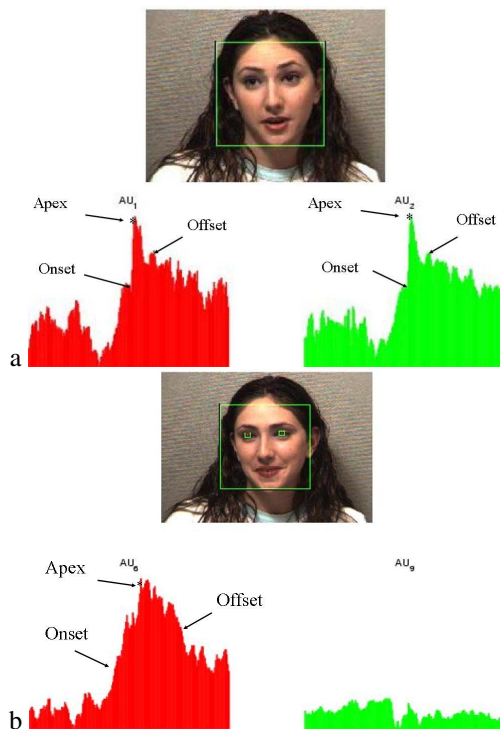 AU1 AU2
Apex Apex
Offset Offset
Onset Onset
a
AU6 AU9
Apex
Offset
Onset
b